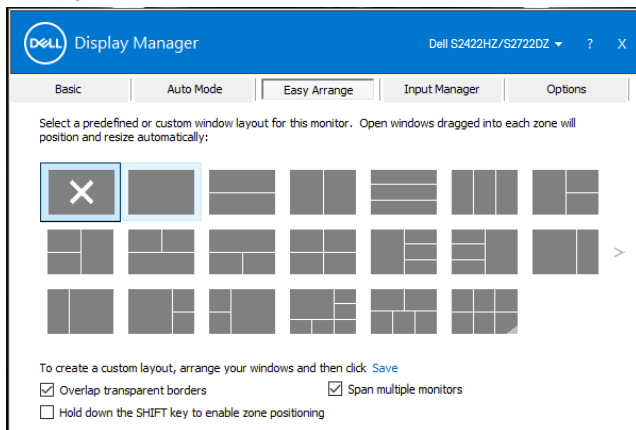 DELL Display Manager Dell S2422HZ/S2722DZ ? X
Basic Auto Mode Easy Arrange Input Manager Options
Select a predefined or custom window layout for this monitor. Open windows dragged into each zone will
position and resize automatically:
>
To create a custom layout, arrange your windows and then click Save
Overlap transparent borders Span multiple monitors
Hold down the SHIFT key to enable zone positioning